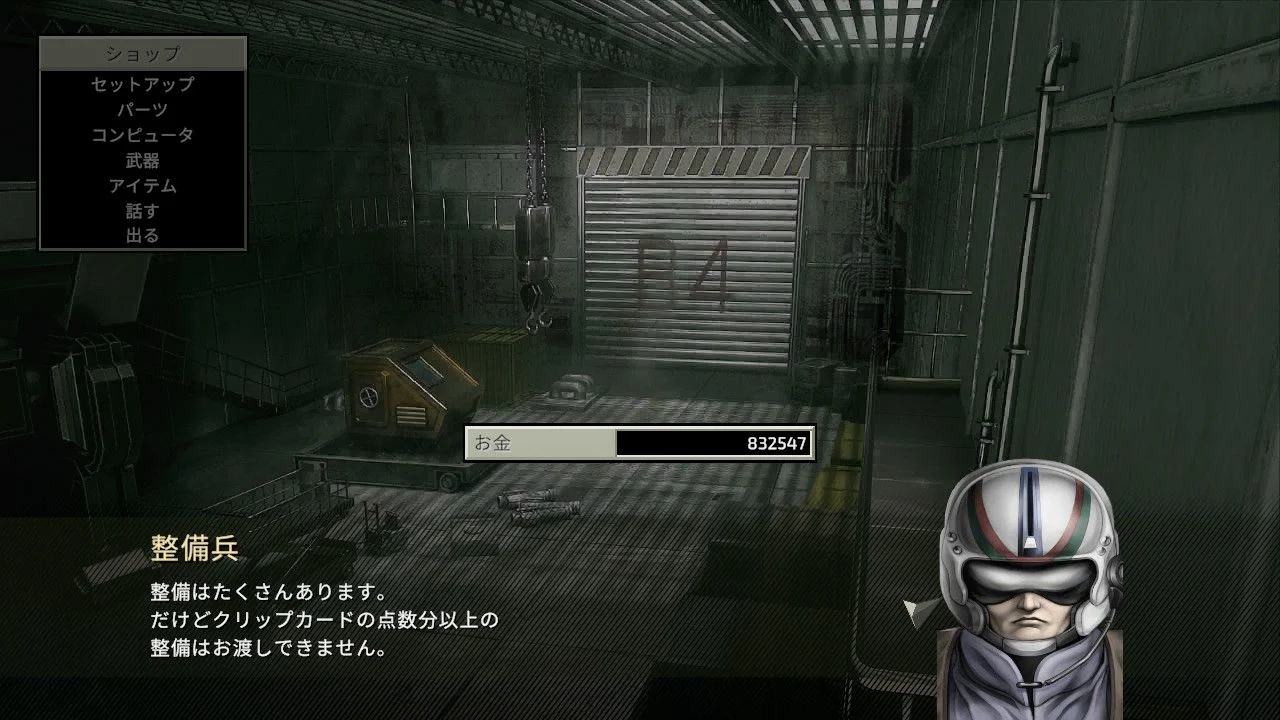 ショップ
セットアップ
パーツ
コンピュータ
武器
アイテム
話す
出る
A4
お金 832547
整備兵
整備はたくさんあります。
だけどクリップカードの点数分以上の
整備はお渡しできません。